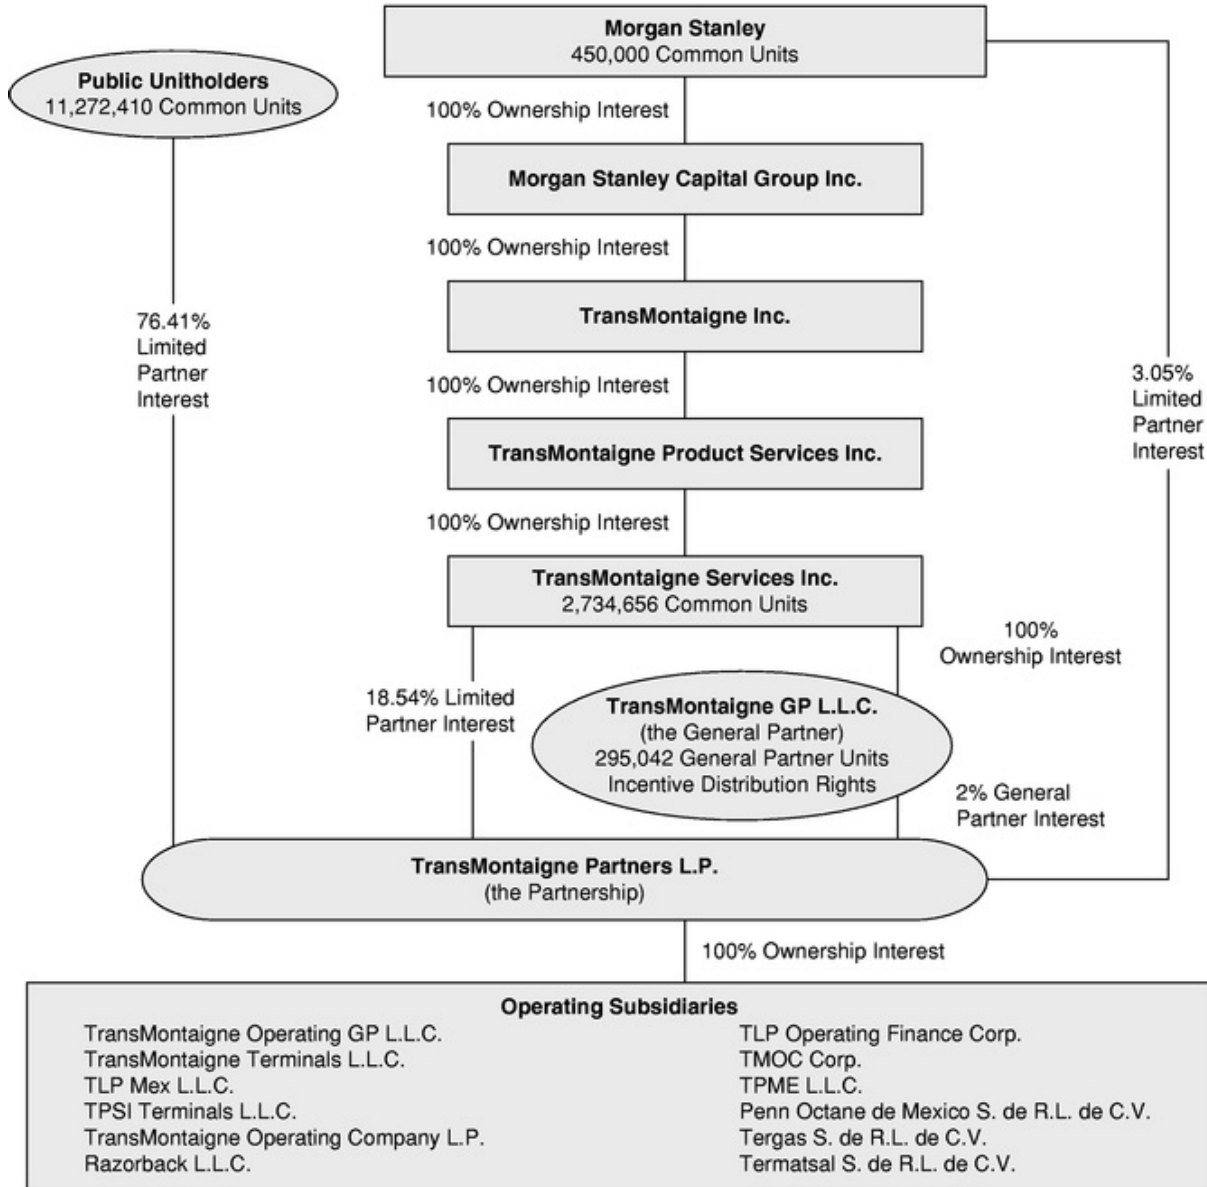 Morgan Stanley
450,000 Common Units
Public Unitholders
11,272,410 Common Units
100% Ownership Interest
Morgan Stanley Capital Group Inc.
100% Ownership Interest
TransMontaigne Inc.
76.41%
Limited
Partner
Interest
100% Ownership Interest
3.05%
Limited
Partner
Interest
TransMontaigne Product Services Inc.
100% Ownership Interest
TransMontaigne Services Inc.
2,734,656 Common Units
100%
Ownership Interest
18.54% Limited
Partner Interest
TransMontaigne GP L.L.C.
(the General Partner)
295,042 General Partner Units
Incentive Distribution Rights
2% General
Partner Interest
TransMontaigne Partners L.P.
(the Partnership)
100% Ownership Interest
Operating Subsidiaries
TransMontaigne Operating GP L.L.C.
TransMontaigne Terminals L.L.C.
TLP Mex L.L.C.
TPSI Terminals L.L.C.
TransMontaigne Operating Company L.P.
Razorback L.L.C.
TLP Operating Finance Corp.
TMOC Corp.
TPME L.L.C.
Penn Octane de Mexico S. de R.L. de C.V.
Tergas S. de R.L. de C.V.
Termatsal S. de R.L. de C.V.